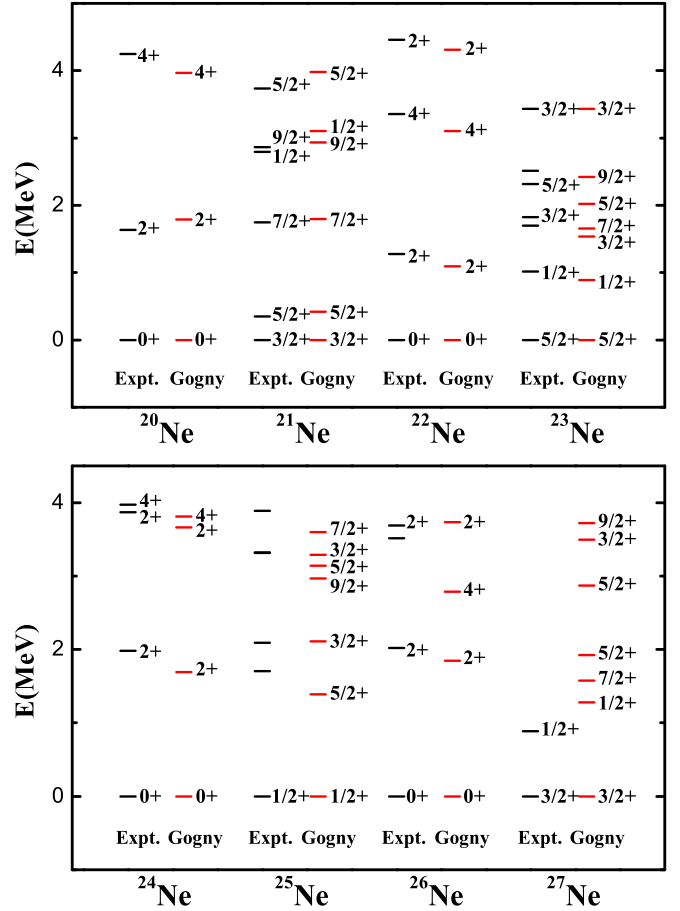 E(MeV)
4
2
0
4+ 4+
2+ 2+
0+ 0+
Expt. Gogny
20Ne
5/2+ 5/2+
9/2+ 1/2+
1/2+ 9/2+
7/2+ 7/2+
5/2+ 5/2+
3/2+ 3/2+
Expt. Gogny
21Ne
2+ 2+
4+ 4+
2+ 2+
0+ 0+
Expt. Gogny
22Ne
3/2+ 3/2+
9/2+
5/2+ 5/2+
3/2+ 7/2+
3/2+
1/2+ 1/2+
5/2+ 5/2+
Expt. Gogny
23Ne
E(MeV)
4
2
0
4+ 4+
2+ 2+
2+ 2+
0+ 0+
Expt. Gogny
24Ne
7/2+
3/2+
5/2+
9/2+
3/2+
5/2+
1/2+ 1/2+
Expt. Gogny
25Ne
2+ 2+
4+
2+ 2+
0+ 0+
Expt. Gogny
26Ne
9/2+
3/2+
5/2+
5/2+
7/2+
1/2+ 1/2+
3/2+ 3/2+
Expt. Gogny
27Ne